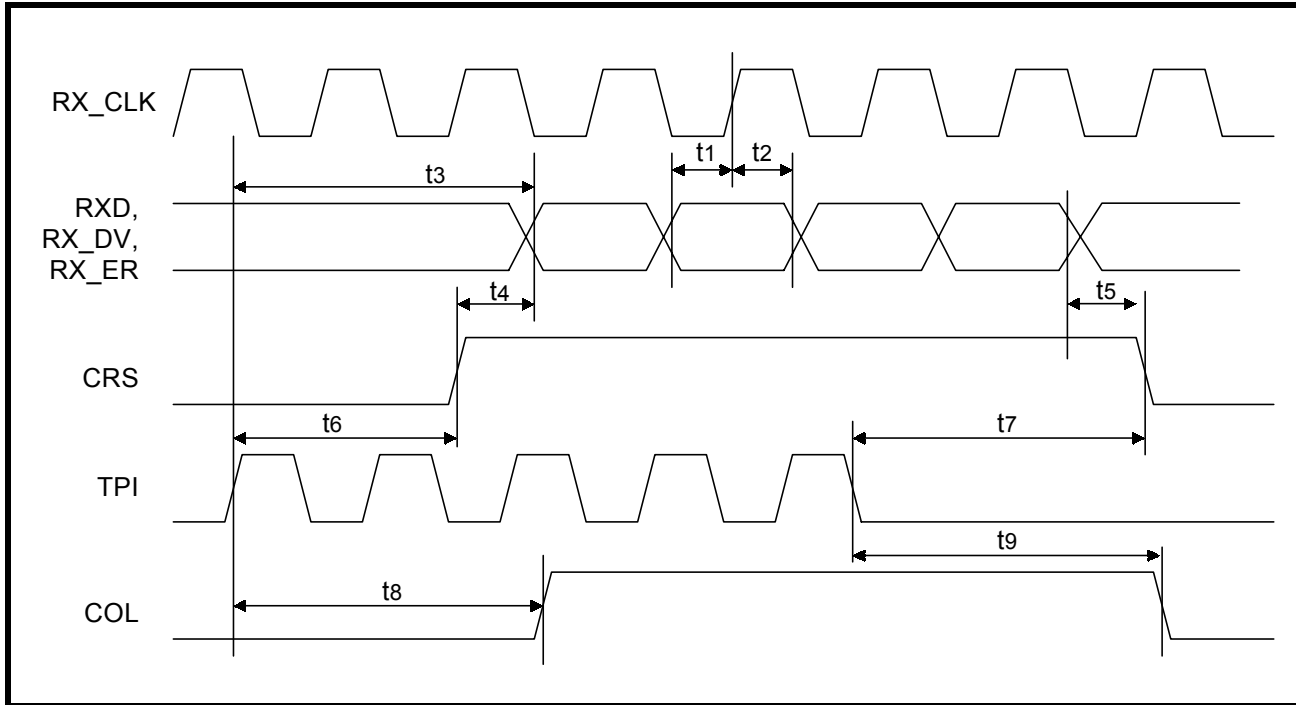 RX_CLK
t1
t2
t3
RXD,
RX_DV,
RX_ER
t4
t5
CRS
t6
t7
TPI
t9
t8
COL